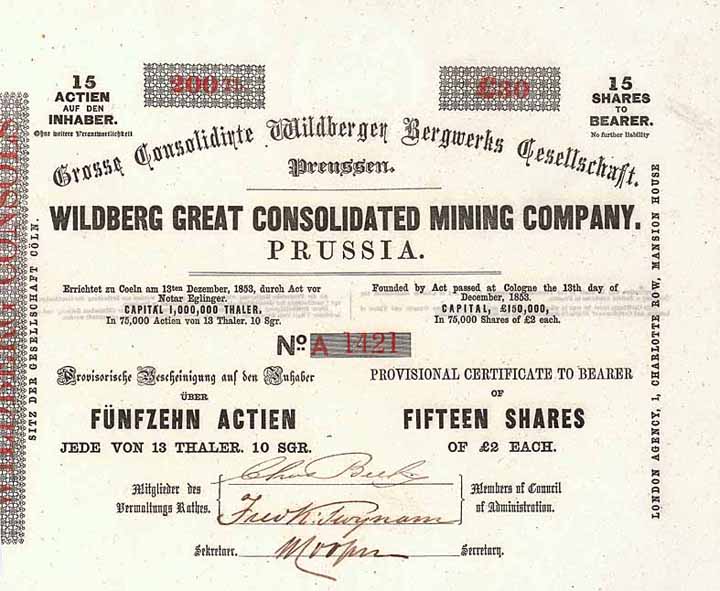 15
ACTIEN
AUF DEN
INHABER.
Ohne weitere Verantwortlichkeit
200 Th.
£30
15
SHARES
TO
BEARER.
No further liability
Grosse Consolidirte Wildberger Bergwerks Gesellschaft.
Preussen.
WILDBERG GREAT CONSOLIDATED MINING COMPANY.
PRUSSIA.
Errichtet zu Coeln am 13ten Dezember, 1853, durch Act vor
Notar Eglinger.
CAPITAL 1,000,000 THALER.
In 75,000 Actien von 13 Thaler. 10 Sgr.
Founded by Act passed at Cologne the 13th day of
December, 1853.
CAPITAL, £150,000,
In 75,000 Shares of £2 each.
No. A 1421
Provisorische Bescheinigung auf den Inhaber
ÜBER
FÜNFZEHN ACTIEN
JEDE VON 13 THALER. 10 SGR.
PROVISIONAL CERTIFICATE TO BEARER
OF
FIFTEEN SHARES
OF £2 EACH.
Mitglieder des
Verwaltungs Rathes.
Fredk. Twynam
Members of Council
of Administration.
Sekretaer.
Secretary.
SITZ DER GESELLSCHAFT CÖLN.
LONDON AGENCY, 1, CHARLOTTE ROW, MANSION HOUSE
WILDBERG CONSOLS